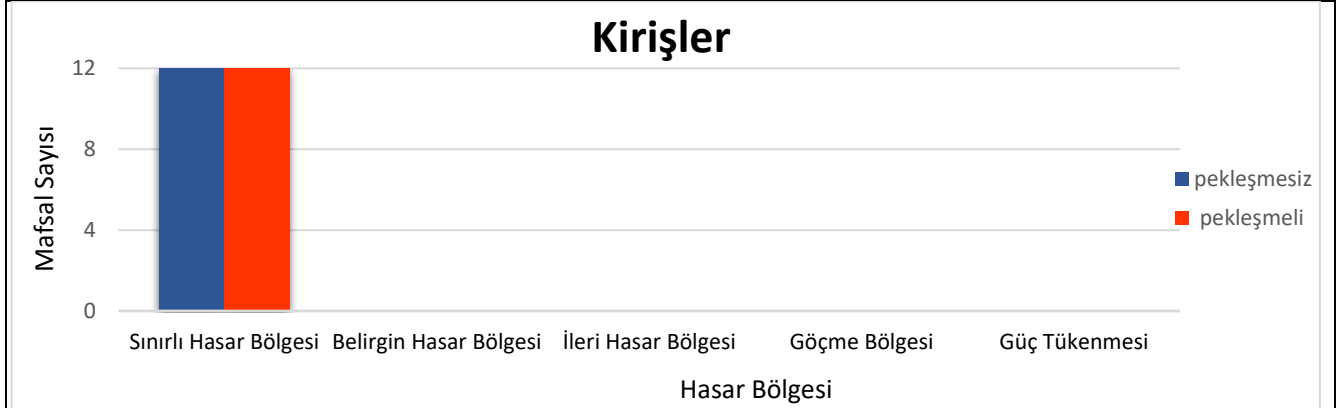 Kirişler
12
8
4
0
Mafsal Sayısı
Sınırlı Hasar Bölgesi Belirgin Hasar Bölgesi İleri Hasar Bölgesi Göçme Bölgesi Güç Tükenmesi
Hasar Bölgesi
pekleşmesiz
pekleşmeli